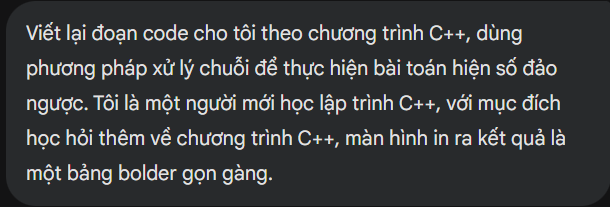 Viết lại đoạn code cho tôi theo chương trình C++, dùng
phương pháp xử lý chuỗi để thực hiện bài toán hiện số đảo
ngược. Tôi là một người mới học lập trình C++, với mục đích
học hỏi thêm về chương trình C++, màn hình in ra kết quả là
một bảng bolder gọn gàng.